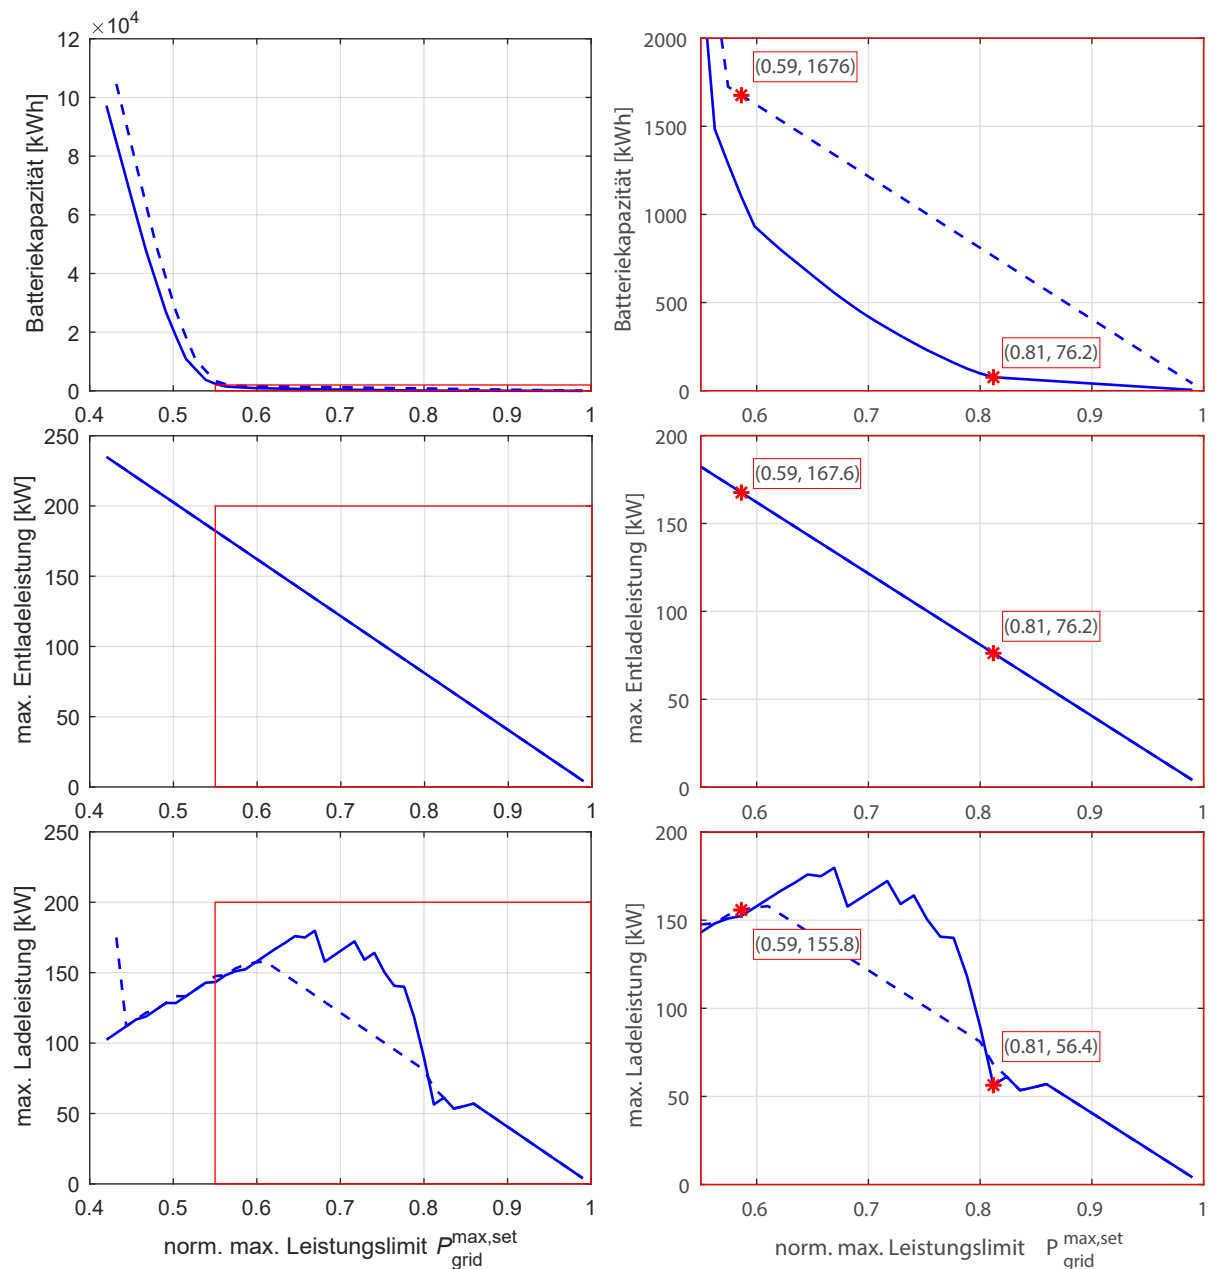 ×10⁴
12
10
8
6
4
2
0
Batteriekapazität [kWh]
0.4 0.5 0.6 0.7 0.8 0.9 1
2000
1500
1000
500
0
Batteriekapazität [kWh]
(0.59, 1676)
(0.81, 76.2)
0.6 0.7 0.8 0.9 1
250
200
150
100
50
0
max. Entladeleistung [kW]
0.4 0.5 0.6 0.7 0.8 0.9 1
200
150
100
50
0
max. Entladeleistung [kW]
(0.59, 167.6)
(0.81, 76.2)
0.6 0.7 0.8 0.9 1
250
200
150
100
50
0
max. Ladeleistung [kW]
0.4 0.5 0.6 0.7 0.8 0.9 1
norm. max. Leistungslimit P_grid^max,set
200
150
100
50
0
max. Ladeleistung [kW]
(0.59, 155.8)
(0.81, 56.4)
0.6 0.7 0.8 0.9 1
norm. max. Leistungslimit P_grid^max,set